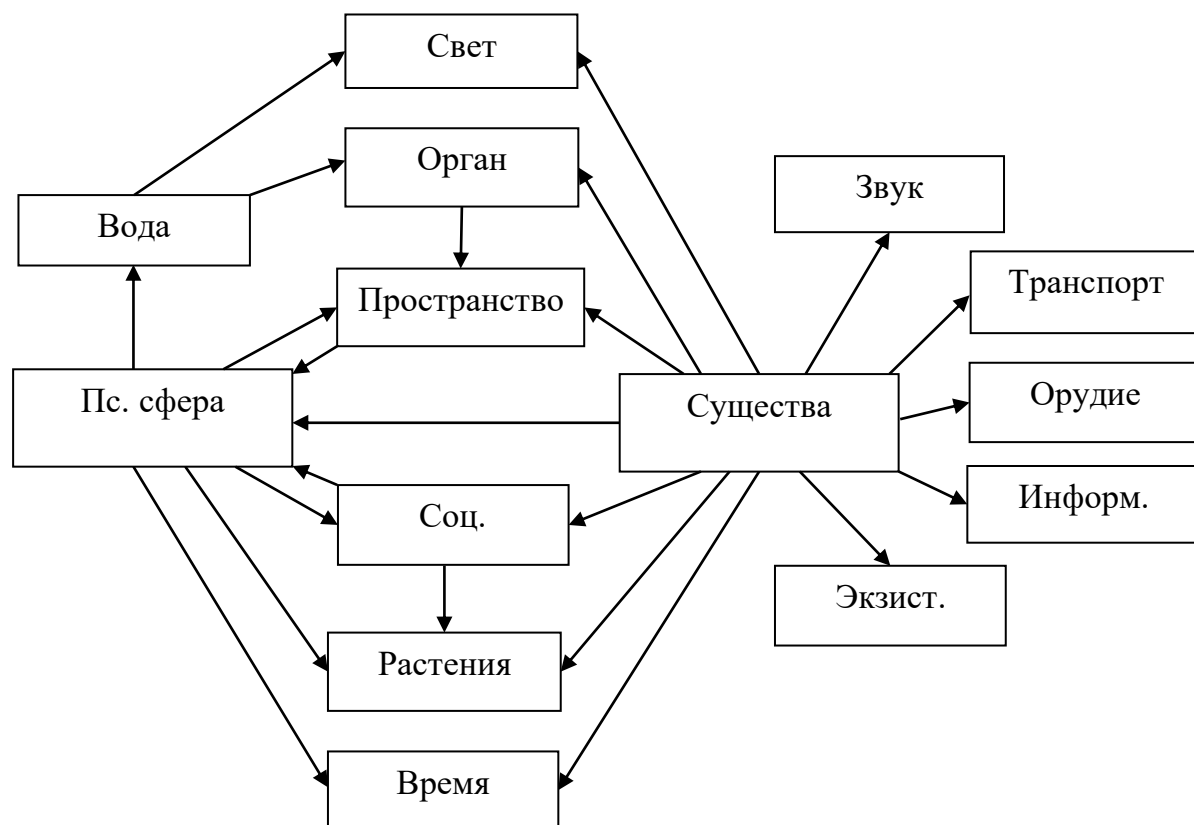 Свет
Орган
Звук
Вода
Транспорт
Пространство
Пс. сфера
Существа
Орудие
Информ.
Соц.
Экзист.
Растения
Время